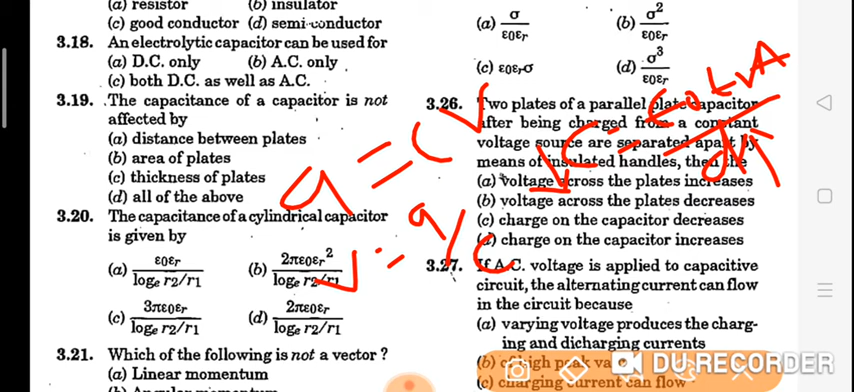 (a) resistor (b) insulator
(c) good conductor (d) semi-conductor
3.18. An electrolytic capacitor can be used for
(a) D.C. only (b) A.C. only
(c) both D.C. as well as A.C.
3.19. The capacitance of a capacitor is not
affected by
(a) distance between plates
(b) area of plates
(c) thickness of plates
(d) all of the above
3.20. The capacitance of a cylindrical capacitor
is given by
(a) ε0εr / loge r2/r1 (b) 2πε0εr² / loge r2/r1
(c) 3πε0εr / loge r2/r1 (d) 2πε0εr / loge r2/r1
3.21. Which of the following is not a vector ?
(a) Linear momentum
(a) σ / ε0εr (b) σ² / ε0εr
(c) ε0εrσ (d) σ³ / ε0εr
3.26. Two plates of a parallel plate capacitor
after being charged from a constant
voltage source are separated apart by
means of insulated handles, then the
(a) voltage across the plates increases
(b) voltage across the plates decreases
(c) charge on the capacitor decreases
(d) charge on the capacitor increases
3.27. If A.C. voltage is applied to capacitive
circuit, the alternating current can flow
in the circuit because
(a) varying voltage produces the charg-
ing and dicharging currents
(b) of high peak
(c) charging current can flow
q = CV
V = q/C
DU RECORDER